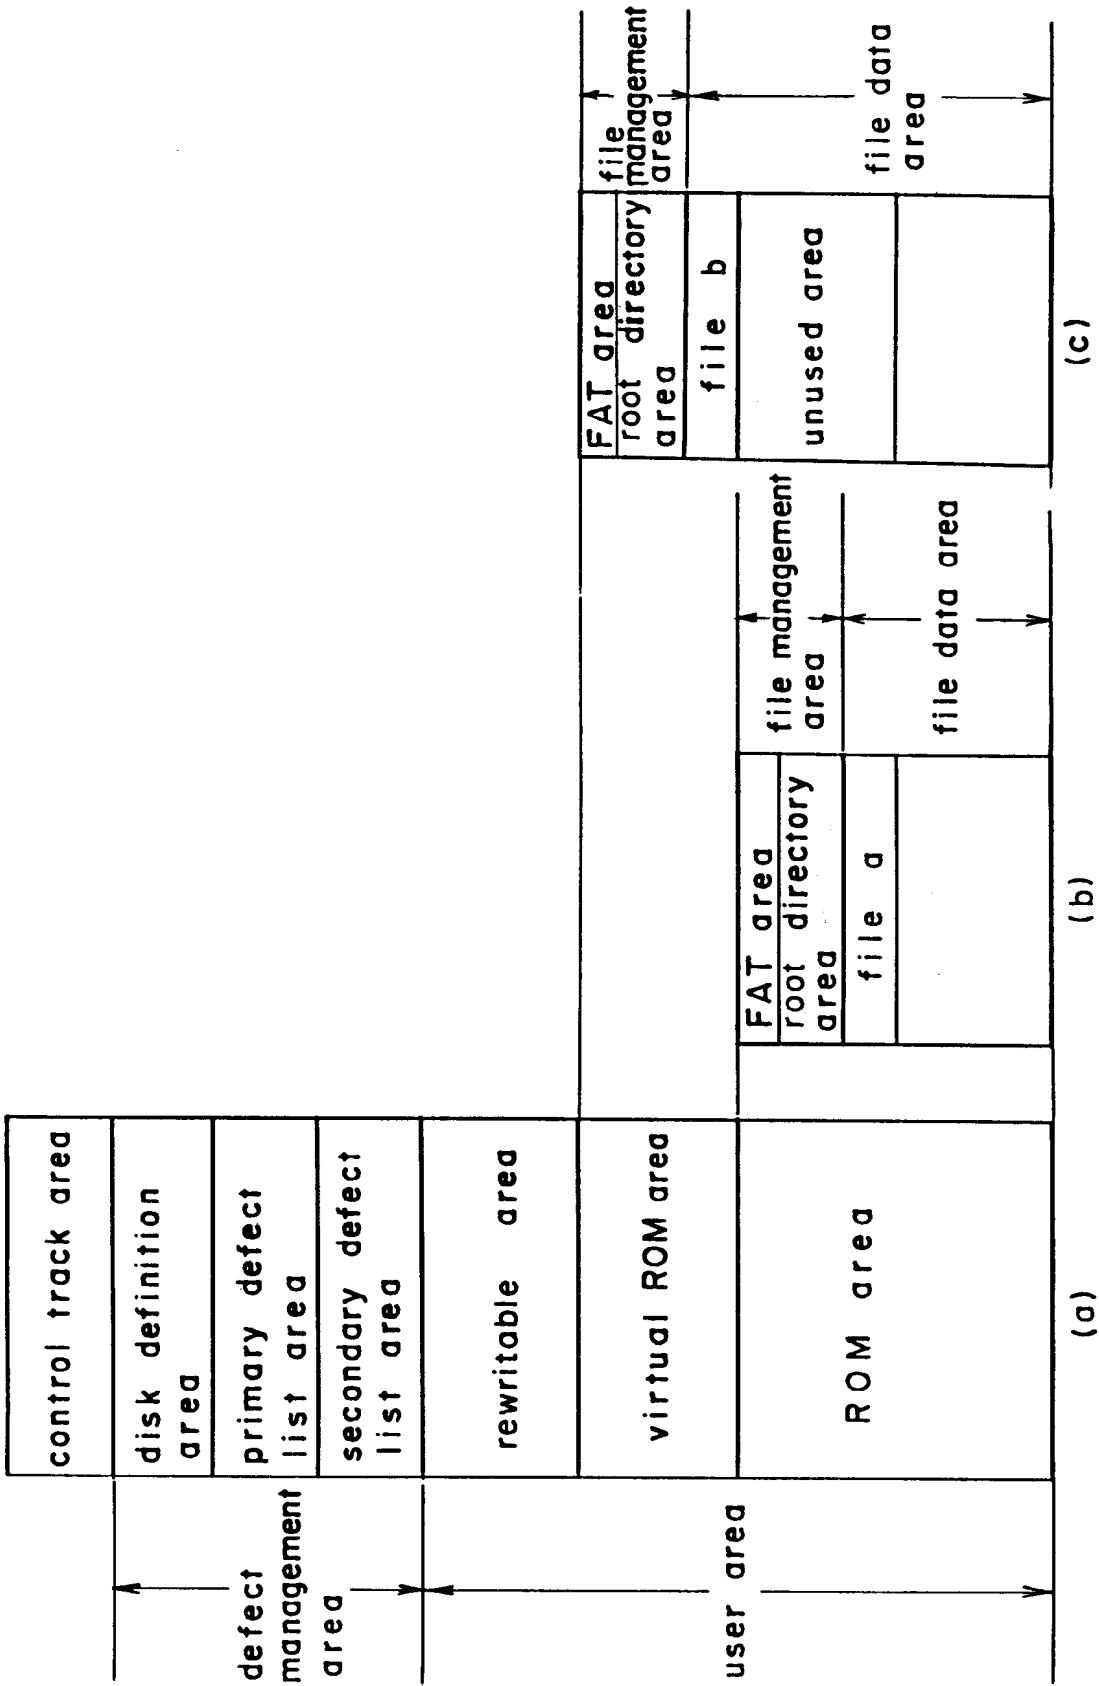 control track area
disk definition
area
primary defect
list area
secondary defect
list area
rewritable area
virtual ROM area
ROM area
defect
management
area
user area
(a)
FAT area
root directory
area
file a
file management
area
file data area
(b)
FAT area
root directory
area
file b
unused area
file
management
area
file data
area
(c)